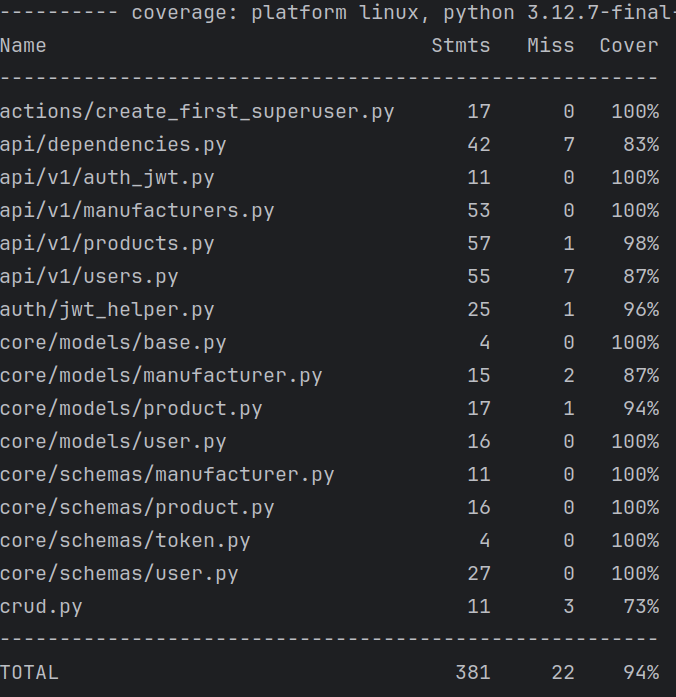 ---------- coverage: platform linux, python 3.12.7-final-
Name                                Stmts   Miss  Cover
-------------------------------------------------------
actions/create_first_superuser.py      17      0   100%
api/dependencies.py                    42      7    83%
api/v1/auth_jwt.py                     11      0   100%
api/v1/manufacturers.py                53      0   100%
api/v1/products.py                     57      1    98%
api/v1/users.py                        55      7    87%
auth/jwt_helper.py                     25      1    96%
core/models/base.py                     4      0   100%
core/models/manufacturer.py            15      2    87%
core/models/product.py                 17      1    94%
core/models/user.py                    16      0   100%
core/schemas/manufacturer.py           11      0   100%
core/schemas/product.py                16      0   100%
core/schemas/token.py                   4      0   100%
core/schemas/user.py                   27      0   100%
crud.py                                11      3    73%
-------------------------------------------------------
TOTAL                                 381     22    94%